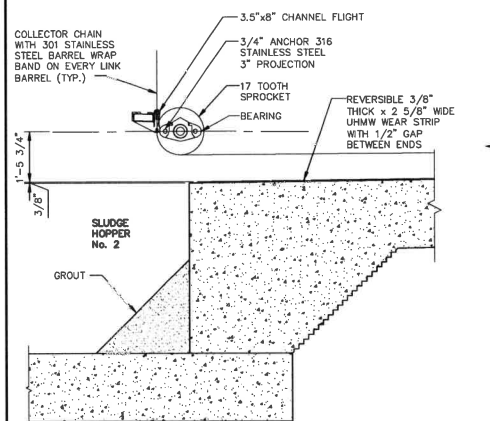 3.5"x8" CHANNEL FLIGHT
COLLECTOR CHAIN
WITH 301 STAINLESS
STEEL BARREL WRAP
BAND ON EVERY LINK
BARREL (TYP.)
3/4" ANCHOR 316
STAINLESS STEEL
3" PROJECTION
17 TOOTH
SPROCKET
BEARING
REVERSIBLE 3/8"
THICK x 2 5/8" WIDE
UHMW WEAR STRIP
WITH 1/2" GAP
BETWEEN ENDS
1'-5 3/4"
3/8"
SLUDGE
HOPPER
No. 2
GROUT